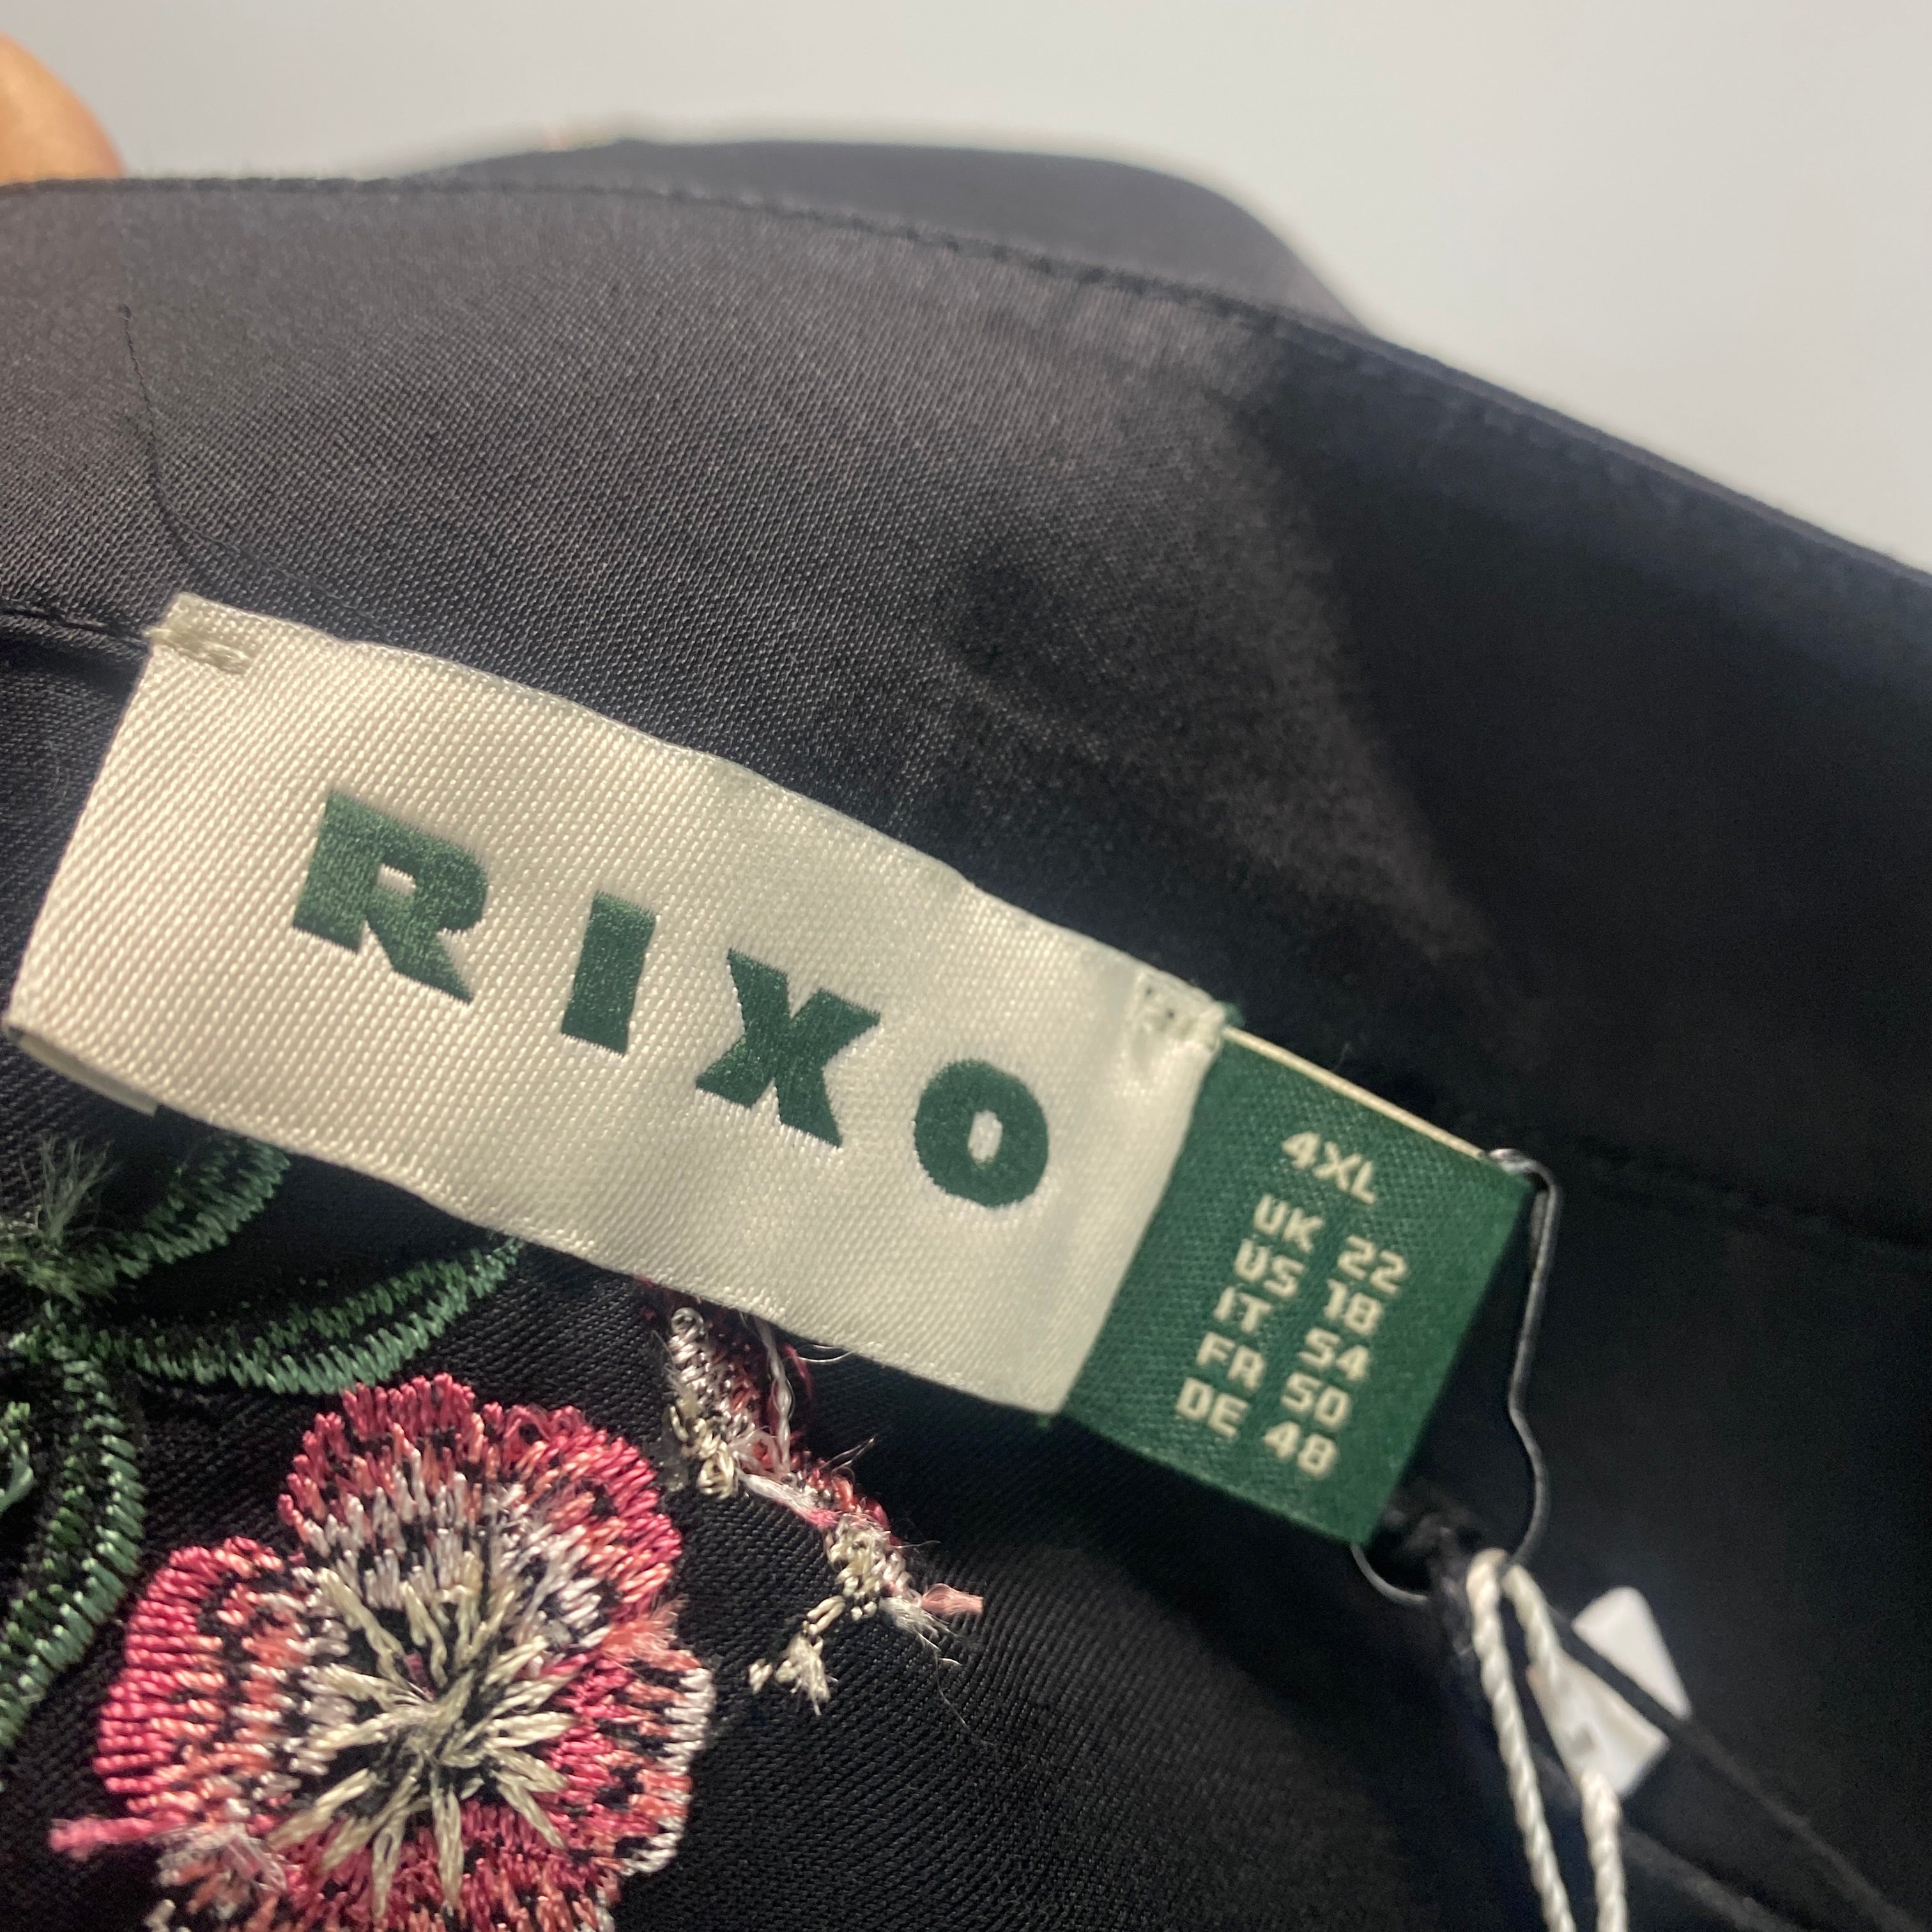 RIXO
4XL
UK 22
US 18
IT 54
FR 50
DE 48